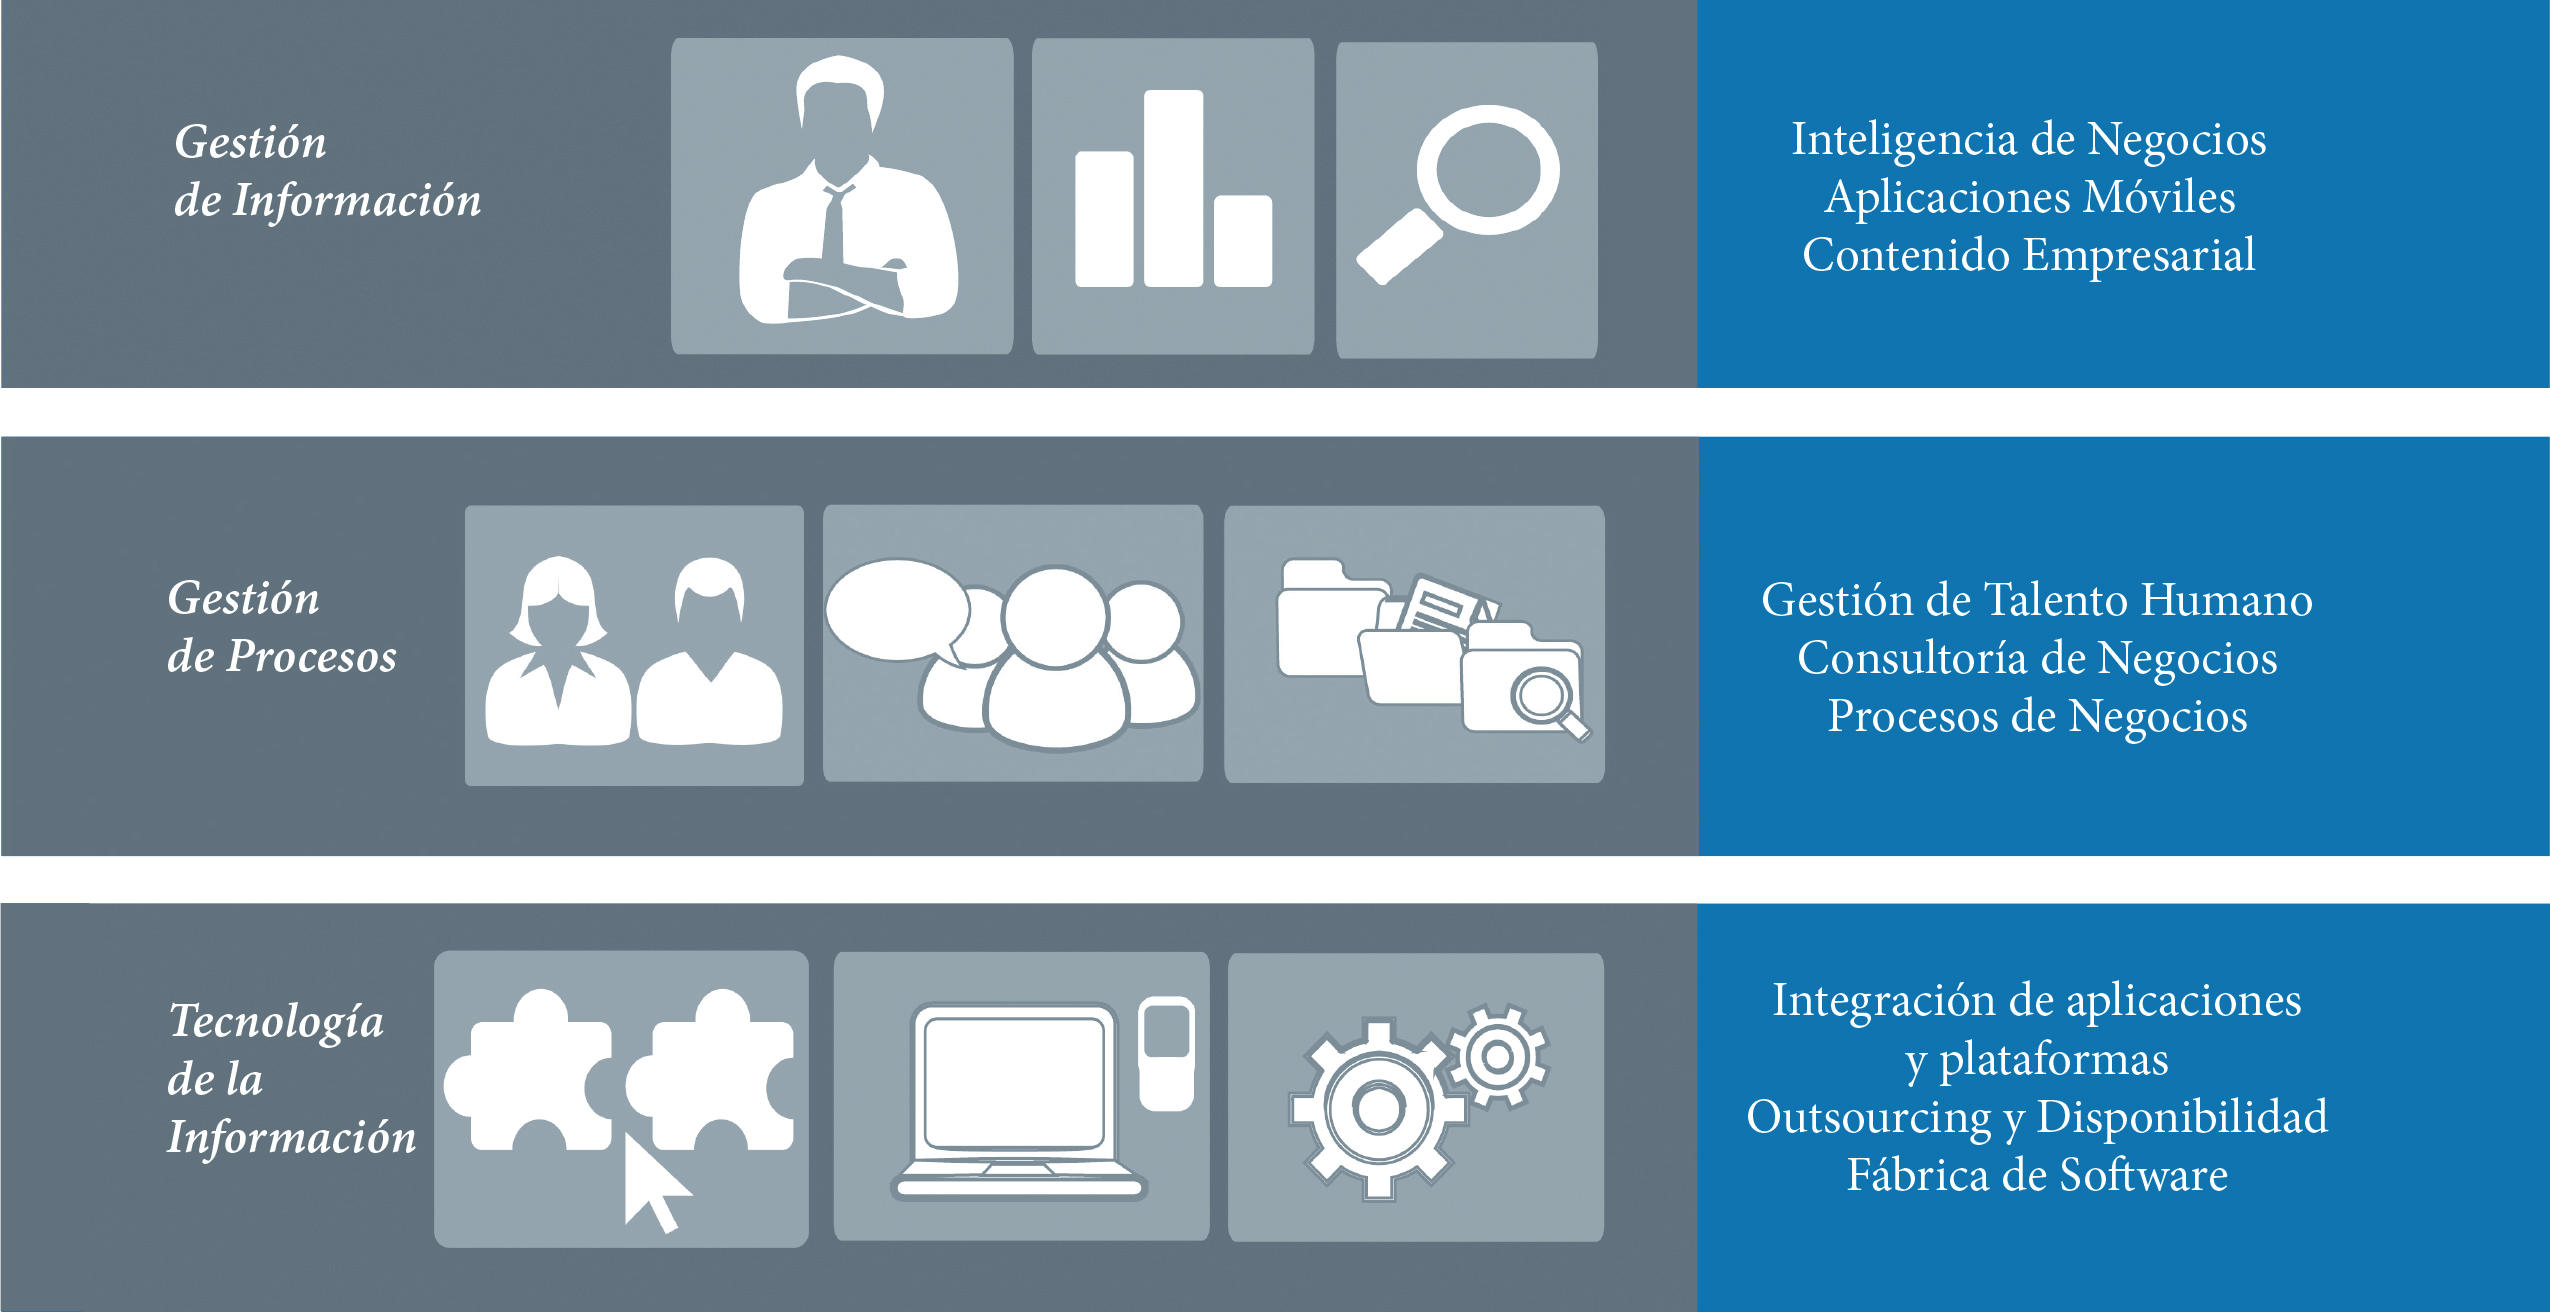 Gestión
de Información
Inteligencia de Negocios
Aplicaciones Móviles
Contenido Empresarial
Gestión
de Procesos
Gestión de Talento Humano
Consultoría de Negocios
Procesos de Negocios
Tecnología
de la
Información
Integración de aplicaciones
y plataformas
Outsourcing y Disponibilidad
Fábrica de Software